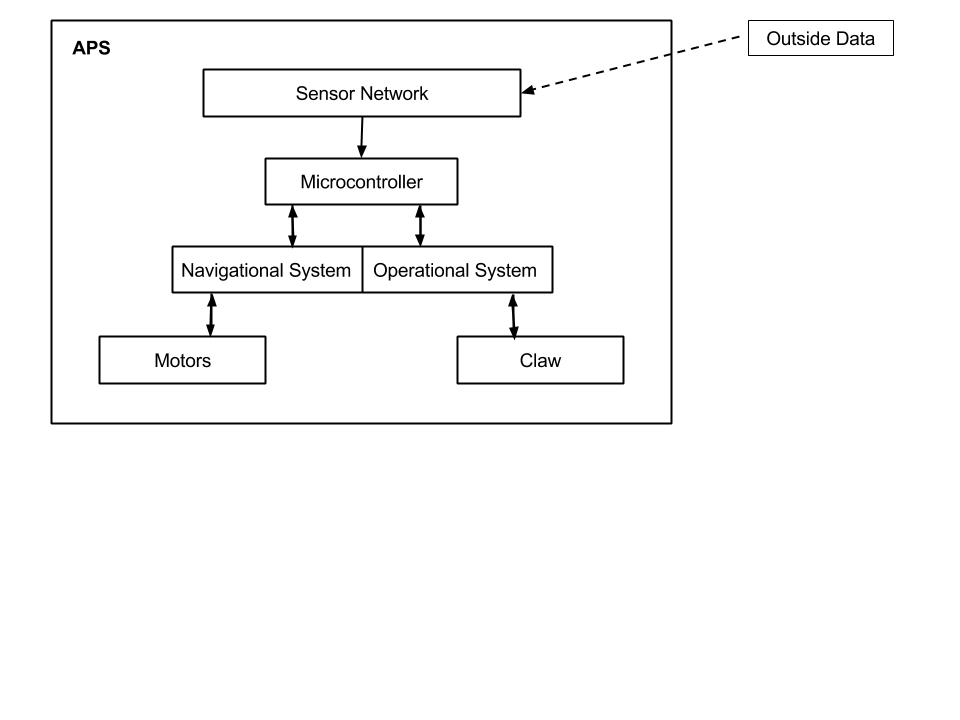 APS
Outside Data
Sensor Network
Microcontroller
Navigational System
Operational System
Motors
Claw